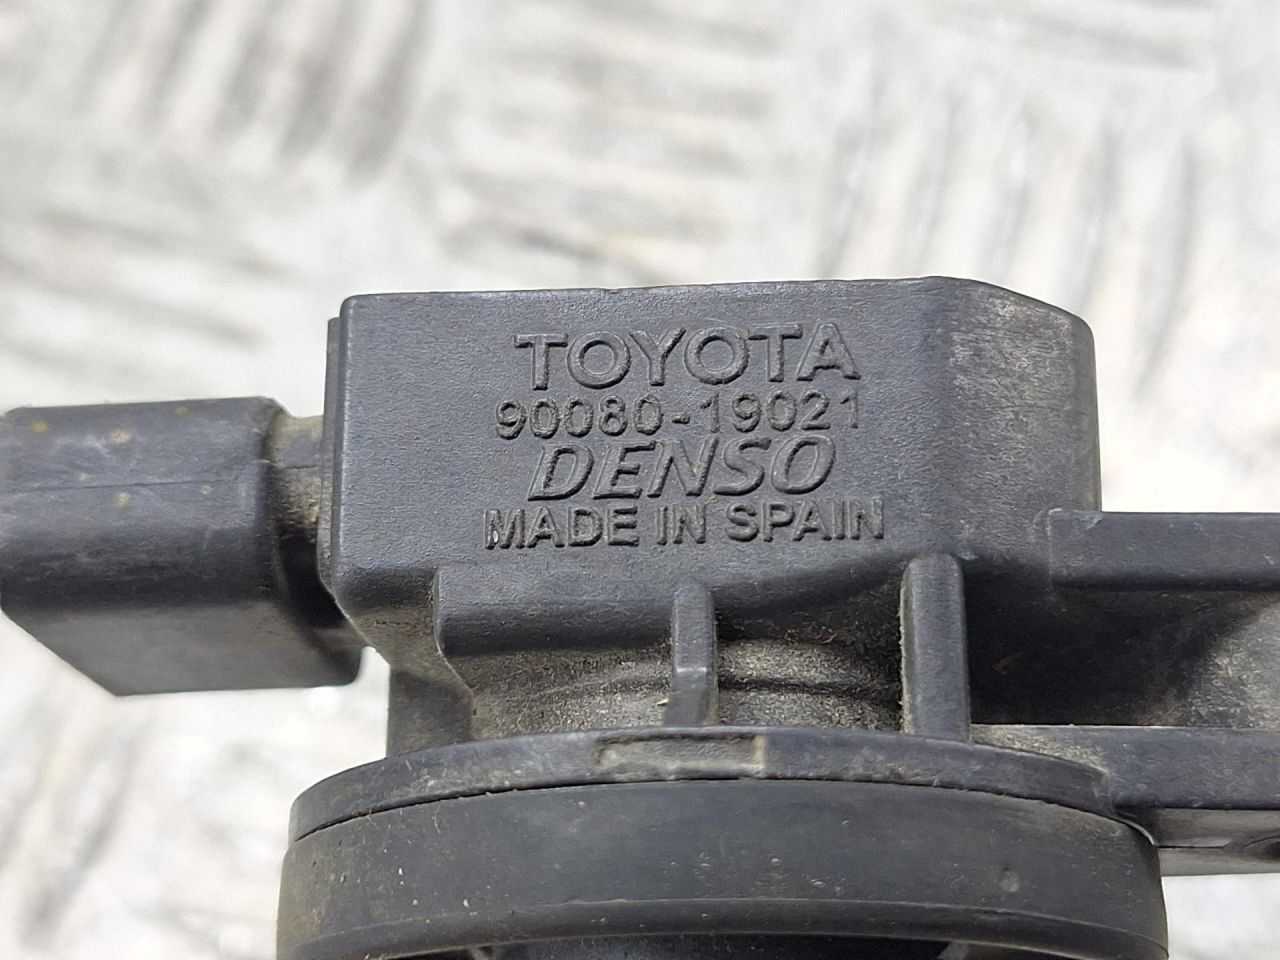 TOYOTA
90080-19021
DENSO
MADE IN SPAIN